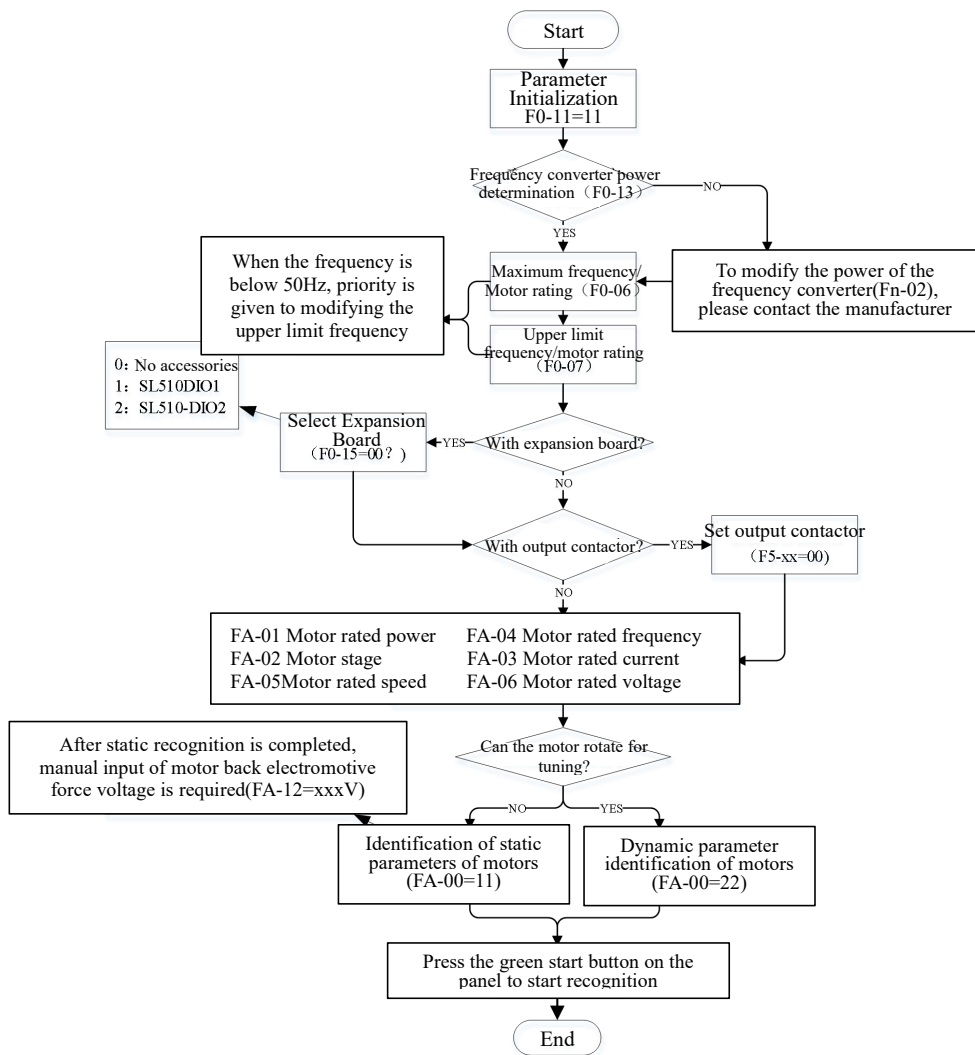 Start
Parameter
Initialization
F0-11=11
Frequency converter power
determination（F0-13）
NO
YES
When the frequency is
below 50Hz, priority is
given to modifying the
upper limit frequency
Maximum frequency/
Motor rating（F0-06）
To modify the power of the
frequency converter(Fn-02),
please contact the manufacturer
Upper limit
frequency/motor rating
（F0-07）
0：No accessories
1：SL510DIO1
2：SL510-DIO2
Select Expansion
Board
（F0-15=00？）
YES
With expansion board?
NO
With output contactor?
YES
Set output contactor
（F5-xx=00）
NO
FA-01 Motor rated power FA-04 Motor rated frequency
FA-02 Motor stage FA-03 Motor rated current
FA-05Motor rated speed FA-06 Motor rated voltage
After static recognition is completed,
manual input of motor back electromotive
force voltage is required(FA-12=xxxV)
Can the motor rotate for
tuning?
NO
YES
Identification of static
parameters of motors
(FA-00=11)
Dynamic parameter
identification of motors
(FA-00=22)
Press the green start button on the
panel to start recognition
End